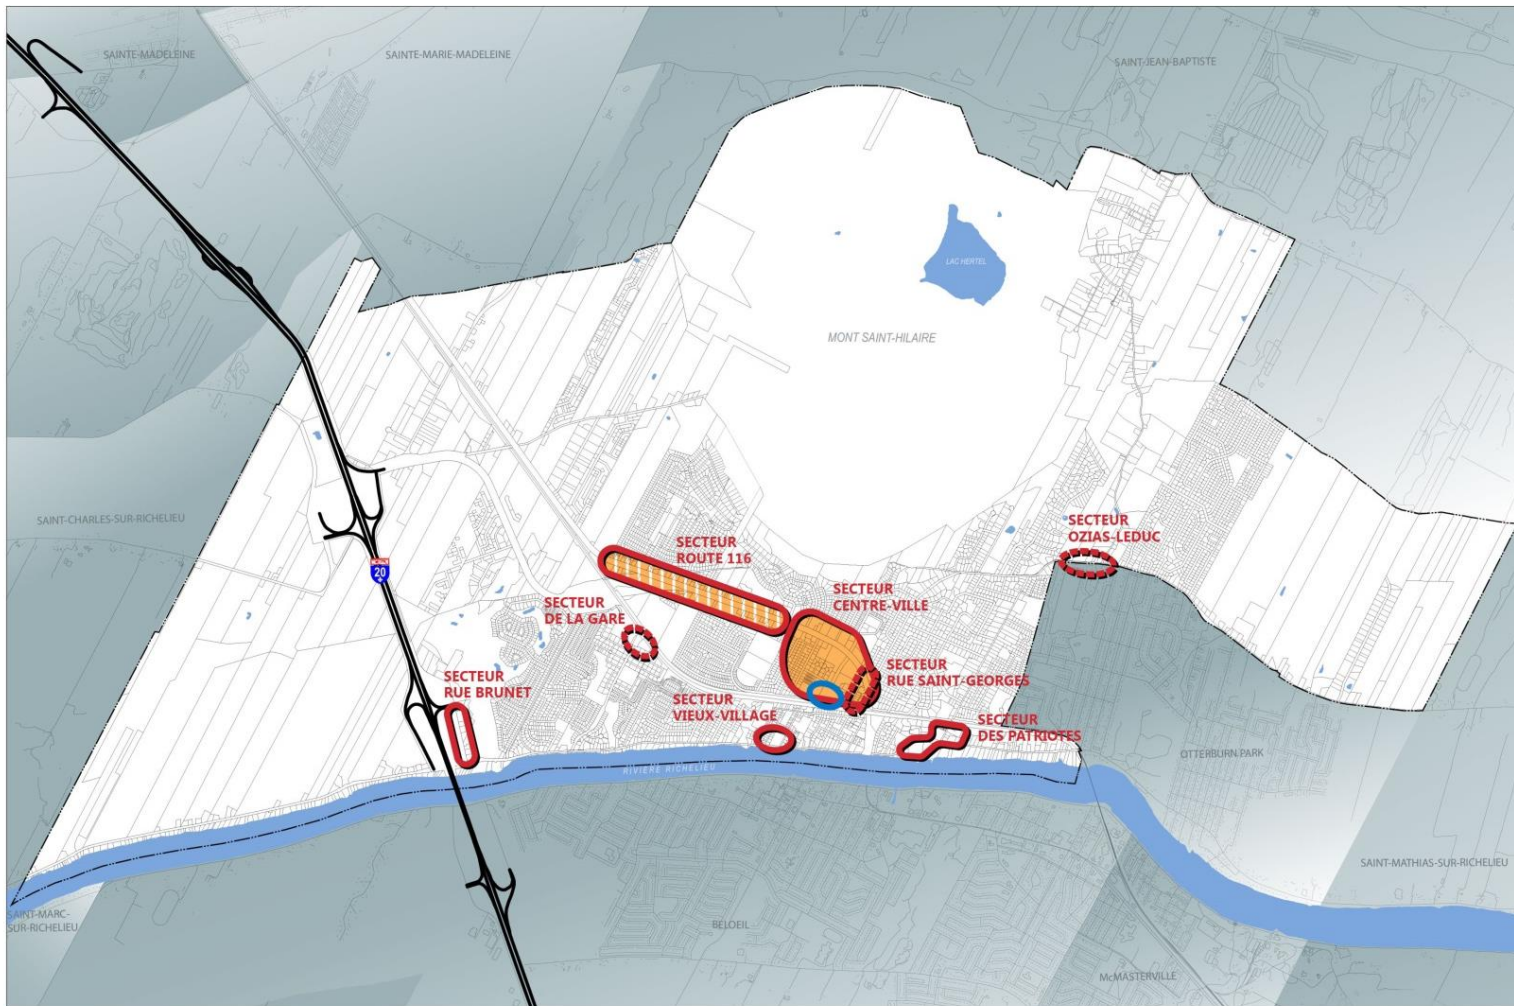 SAINTE-MADELEINE
SAINTE-MARIE-MADELEINE
SAINT-JEAN-BAPTISTE
LAC HERTEL
MONT SAINT-HILAIRE
SAINT-CHARLES-SUR-RICHELIEU
SECTEUR
OZIAS-LEDUC
SECTEUR
ROUTE 116
20
SECTEUR
CENTRE-VILLE
SECTEUR
DE LA GARE
SECTEUR
RUE SAINT-GEORGES
SECTEUR
RUE BRUNET
SECTEUR
VIEUX-VILLAGE
SECTEUR
DES PATRIOTES
OTTERBURN PARK
RIVIÈRE RICHELIEU
SAINT-MATHIAS-SUR-RICHELIEU
SAINT-MARC-
SUR-RICHELIEU
BELOEIL
McMASTERVILLE